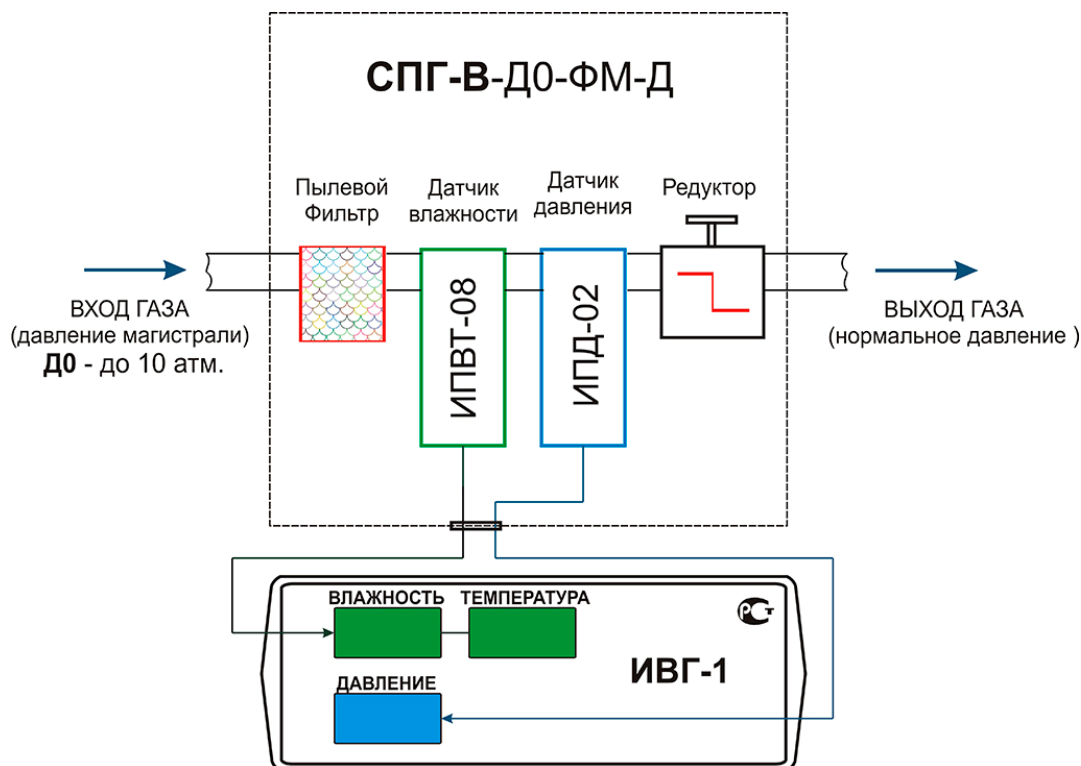 СПГ-В-Д0-ФМ-Д
Пылевой
Фильтр
Датчик
влажности
Датчик
давления
Редуктор
ИПВТ-08
ИПД-02
ВХОД ГАЗА
(давление магистрали)
Д0 - до 10 атм.
ВЫХОД ГАЗА
(нормальное давление )
ВЛАЖНОСТЬ
ТЕМПЕРАТУРА
РСТ
ДАВЛЕНИЕ
ИВГ-1